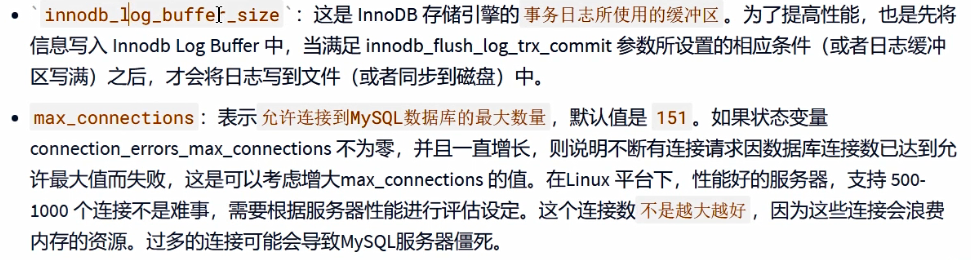 • `innodb_log_buffer_size`：这是 InnoDB 存储引擎的 事务日志所使用的缓冲区 。为了提高性能，也是先将
信息写入 Innodb Log Buffer 中，当满足 innodb_flush_log_trx_commit 参数所设置的相应条件（或者日志缓冲
区写满）之后，才会将日志写到文件（或者同步到磁盘）中。
• max_connections ：表示 允许连接到MySQL数据库的最大数量 ，默认值是 151 。如果状态变量
connection_errors_max_connections 不为零，并且一直增长，则说明不断有连接请求因数据库连接数已达到允
许最大值而失败，这是可以考虑增大max_connections 的值。在Linux 平台下，性能好的服务器，支持 500-
1000 个连接不是难事，需要根据服务器性能进行评估设定。这个连接数 不是越大越好 ，因为这些连接会浪费
内存的资源。过多的连接可能会导致MySQL服务器僵死。